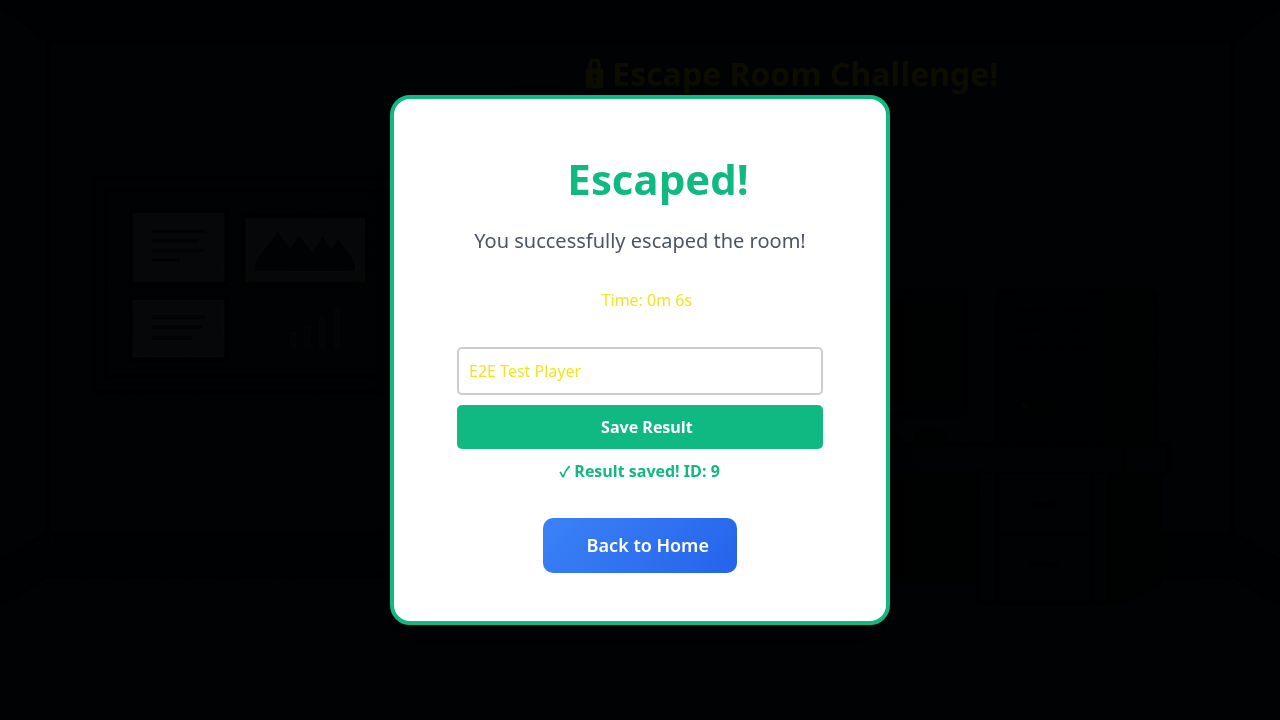 Escape Room Challenge!
Escaped!
You successfully escaped the room!
Time: 0m 6s
E2E Test Player
Save Result
✓ Result saved! ID: 9
Back to Home